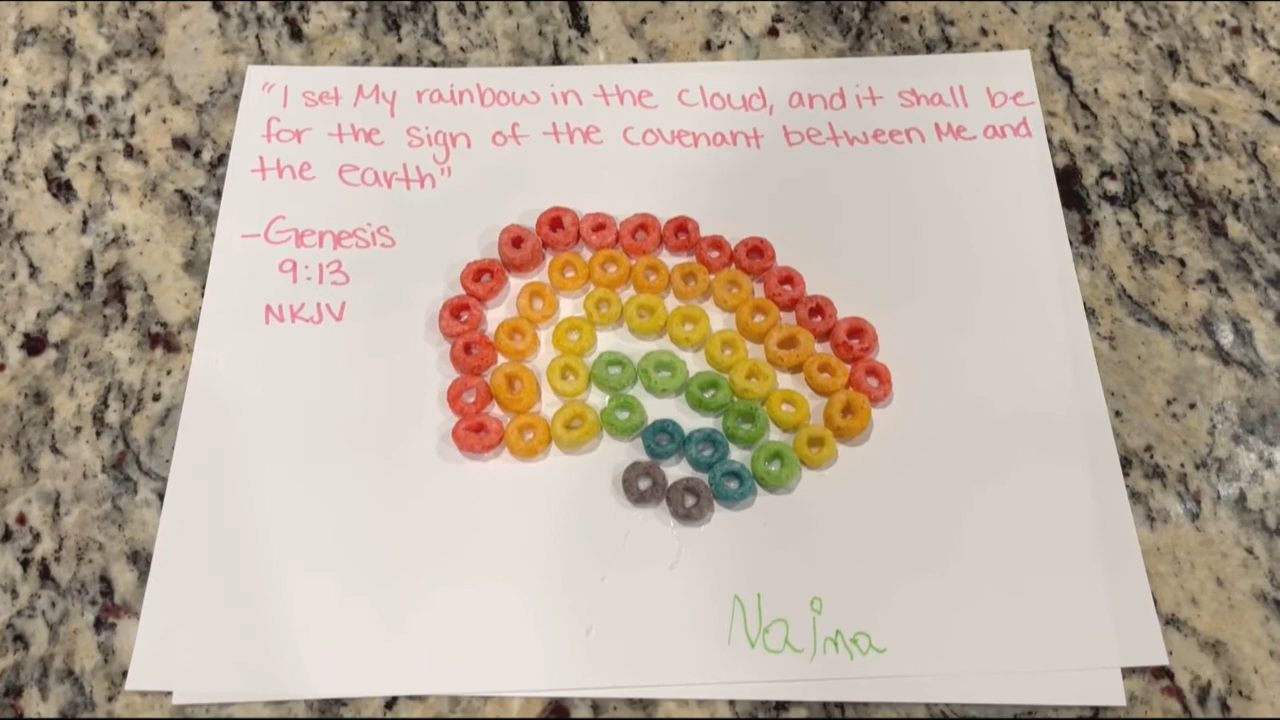 "I set My rainbow in the cloud, and it shall be
for the sign of the covenant between Me and
the earth"
-Genesis
9:13
NKJV
Naima